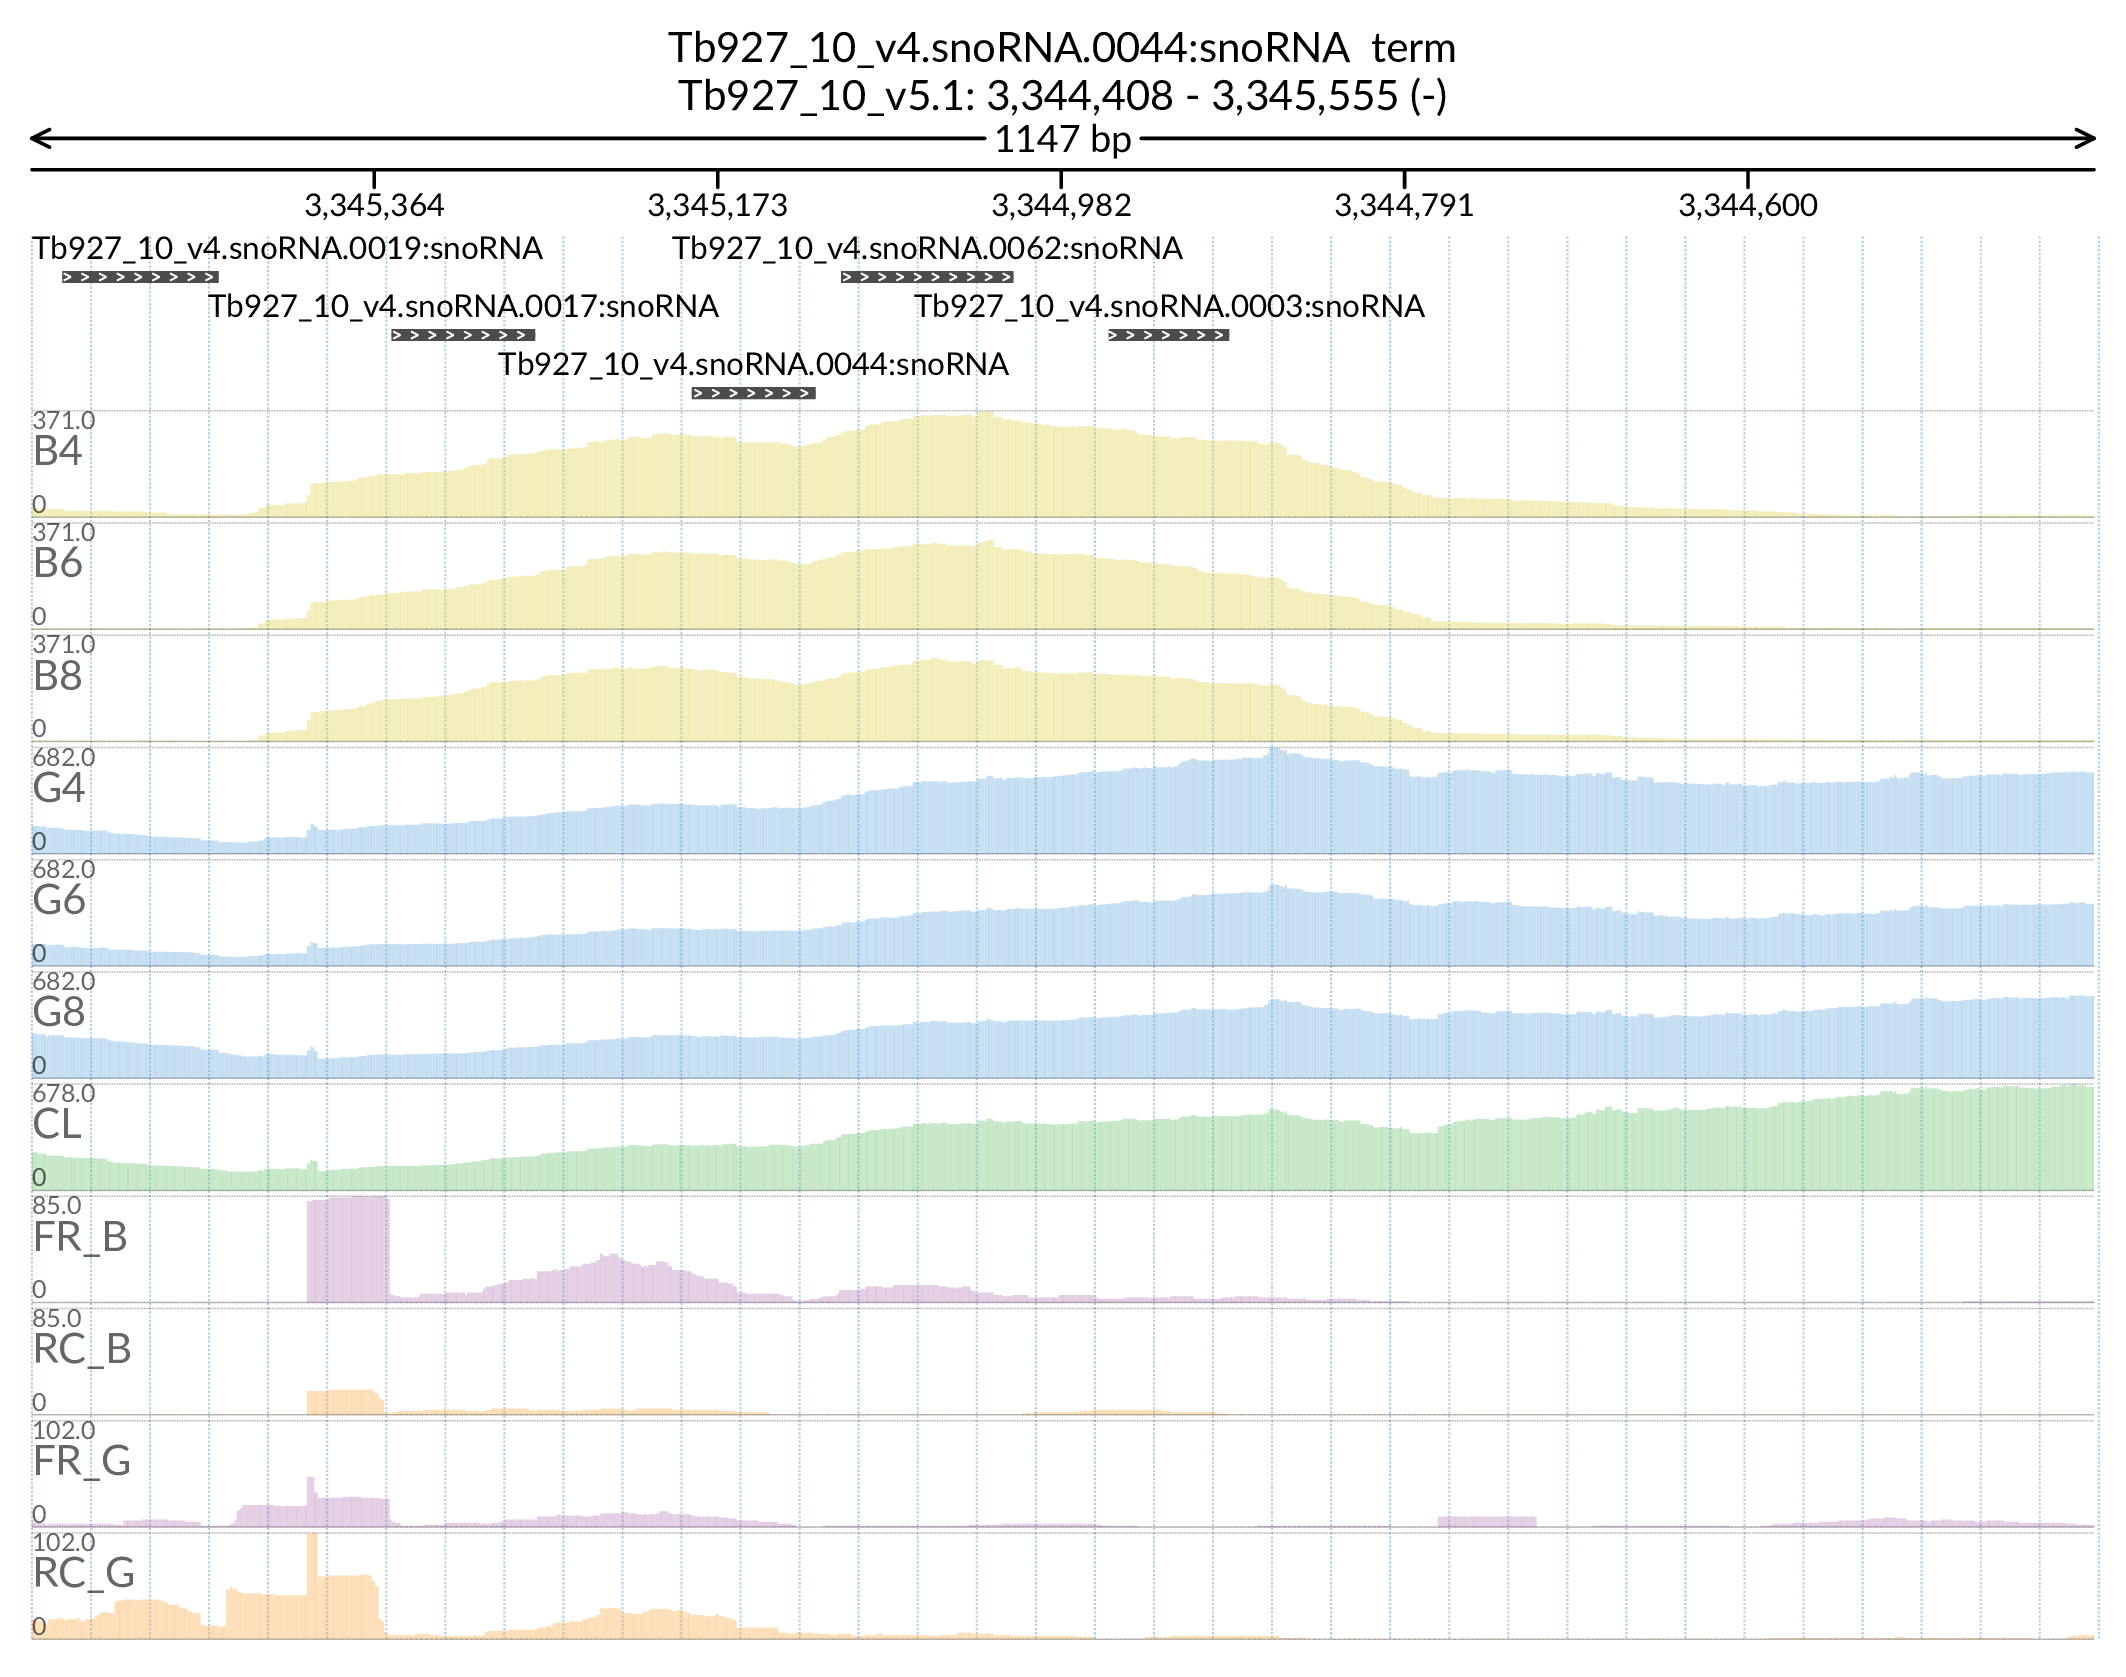 Tb927_10_v4.snoRNA.0044:snoRNA  term
Tb927_10_v5.1: 3,344,408 - 3,345,555 (-)
1147 bp
3,345,364 3,345,173 3,344,982 3,344,791 3,344,600
Tb927_10_v4.snoRNA.0019:snoRNA Tb927_10_v4.snoRNA.0062:snoRNA
Tb927_10_v4.snoRNA.0017:snoRNA Tb927_10_v4.snoRNA.0003:snoRNA
Tb927_10_v4.snoRNA.0044:snoRNA
371.0
B4
0
371.0
B6
0
371.0
B8
0
682.0
G4
0
682.0
G6
0
682.0
G8
0
678.0
CL
0
85.0
FR_B
0
85.0
RC_B
0
102.0
FR_G
0
102.0
RC_G
0